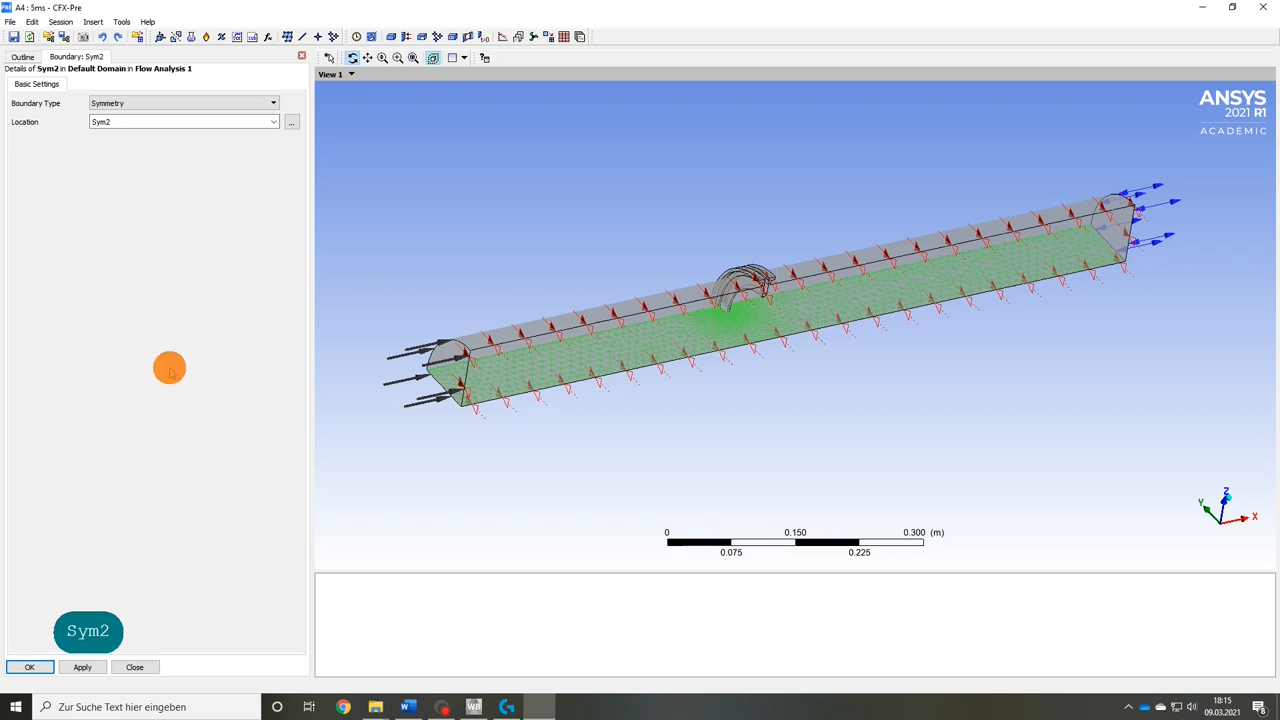 A4 : 5ms - CFX-Pre
File Edit Session Insert Tools Help
Outline Boundary: Sym2
Details of Sym2 in Default Domain in Flow Analysis 1
Basic Settings
Boundary Type Symmetry
Location Sym2 ...
View 1
ANSYS
2021 R1
ACADEMIC
Z
Y
X
0 0.150 0.300 (m)
0.075 0.225
Sym2
OK Apply Close
Zur Suche Text hier eingeben
18:15
09.03.2021